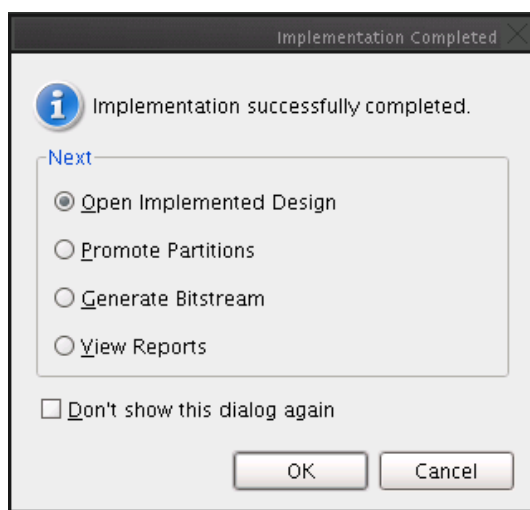 Implementation Completed
Implementation successfully completed.
Next
Open Implemented Design
Promote Partitions
Generate Bitstream
View Reports
Don't show this dialog again
OK Cancel